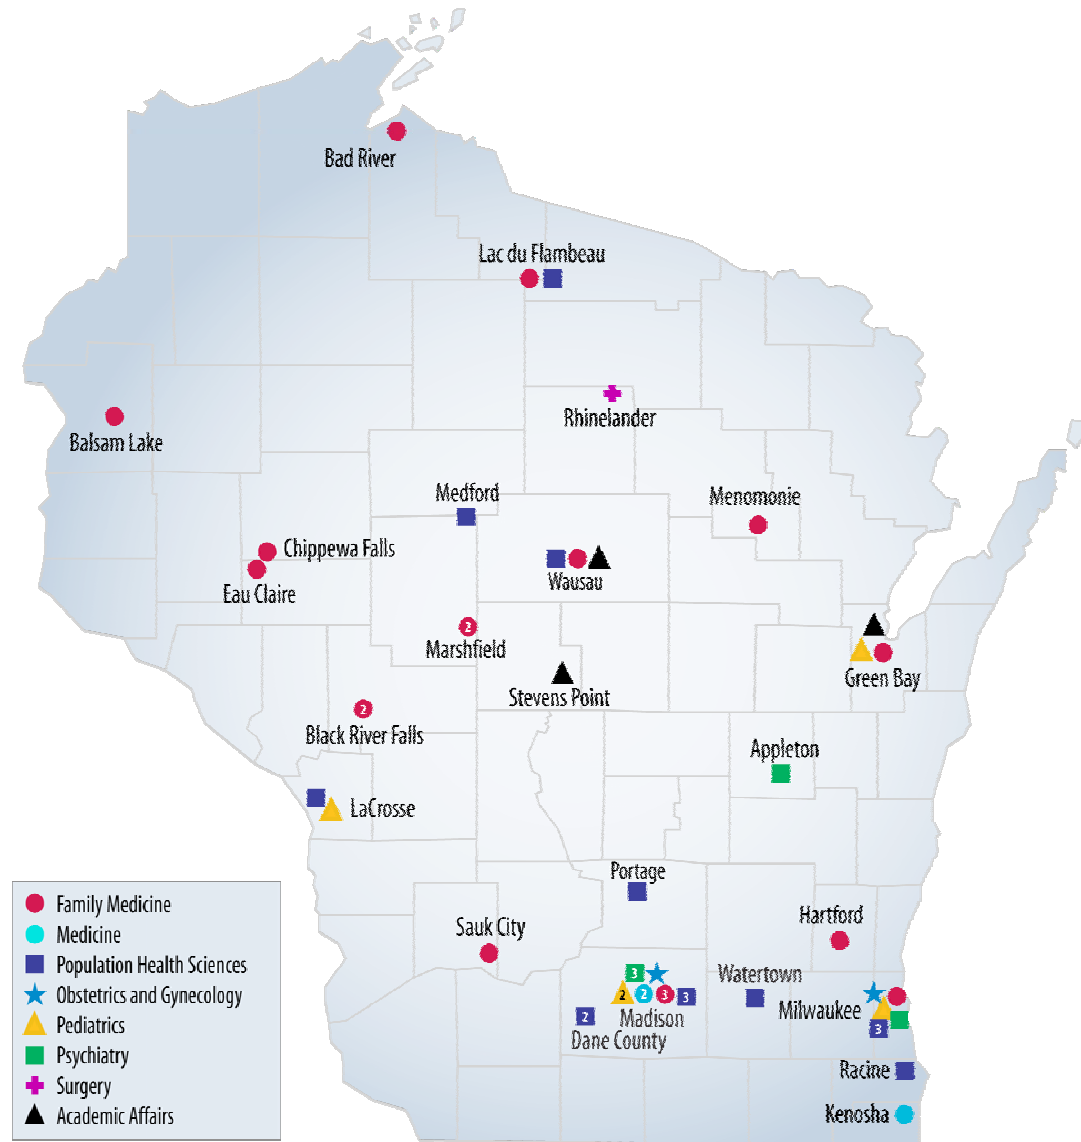 Bad River
Lac du Flambeau
Rhinelander
Balsam Lake
Medford
Menomonie
Chippewa Falls
Wausau
Eau Claire
2
Marshfield
Stevens Point
Green Bay
2
Black River Falls
Appleton
LaCrosse
Portage
Hartford
Sauk City
3
2 2 3 3
Watertown
2
Madison
Milwaukee
3
Dane County
Racine
Kenosha
Family Medicine
Medicine
Population Health Sciences
Obstetrics and Gynecology
Pediatrics
Psychiatry
Surgery
Academic Affairs